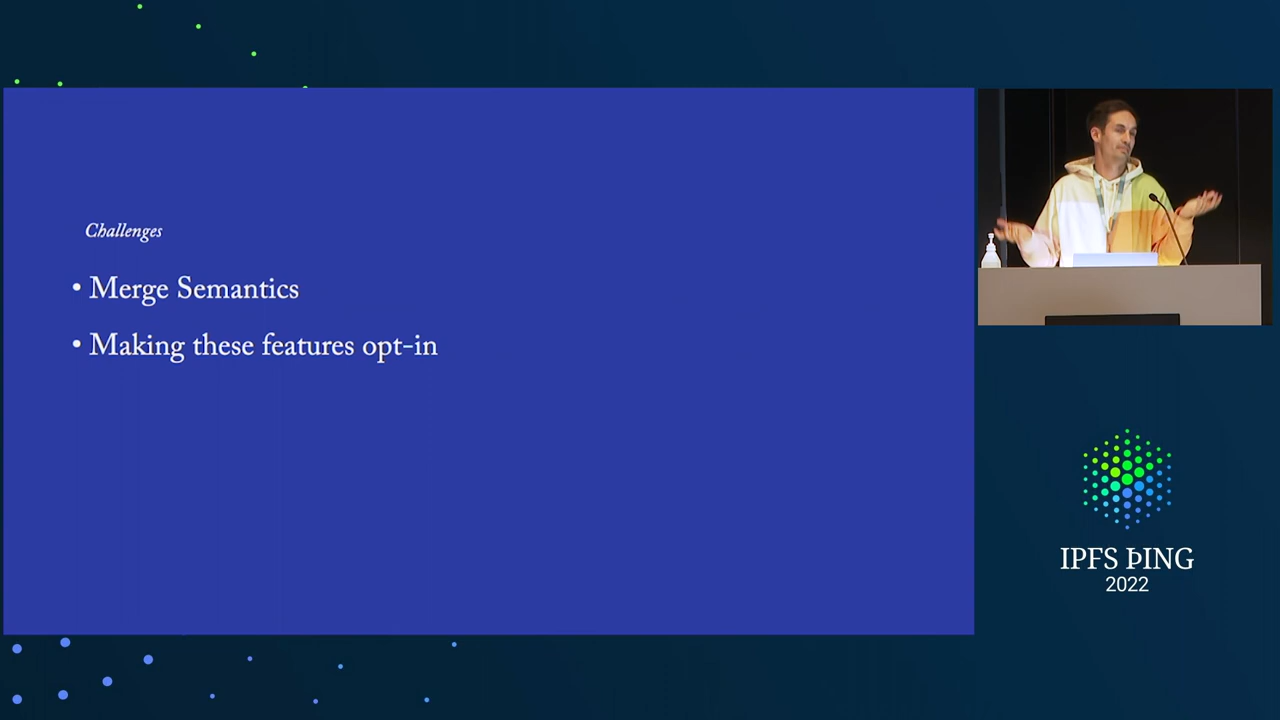 Challenges
• Merge Semantics
• Making these features opt-in
IPFS ÞING
2022